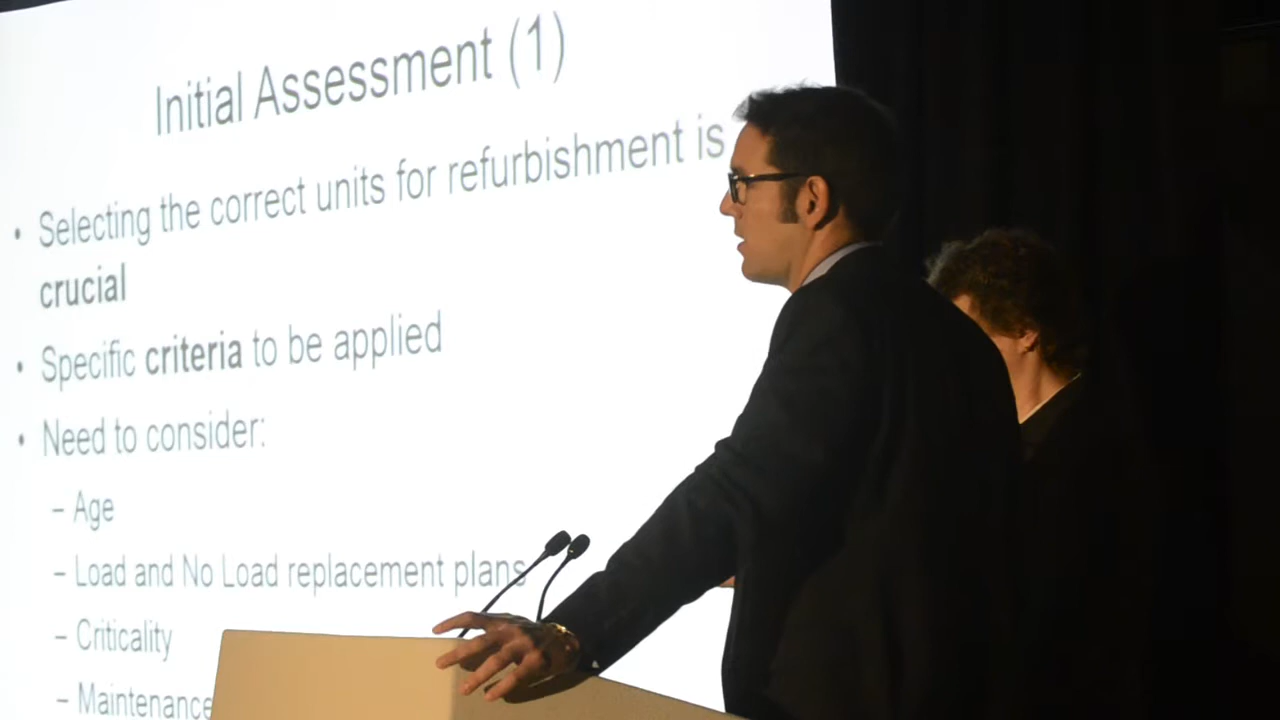 Initial Assessment (1)
• Selecting the correct units for refurbishment is
crucial
• Specific criteria to be applied
• Need to consider:
– Age
– Load and No Load replacement plans
– Criticality
– Maintenance